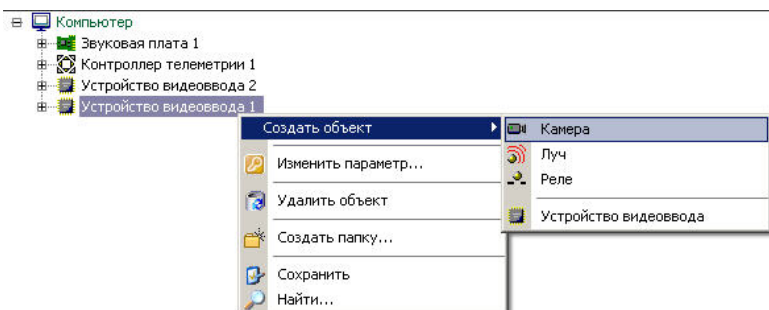 Компьютер
Звуковая плата 1
Контроллер телеметрии 1
Устройство видеоввода 2
Устройство видеоввода 1
Создать объект
Изменить параметр...
Удалить объект
Создать папку...
Сохранить
Найти...
Камера
Луч
Реле
Устройство видеоввода